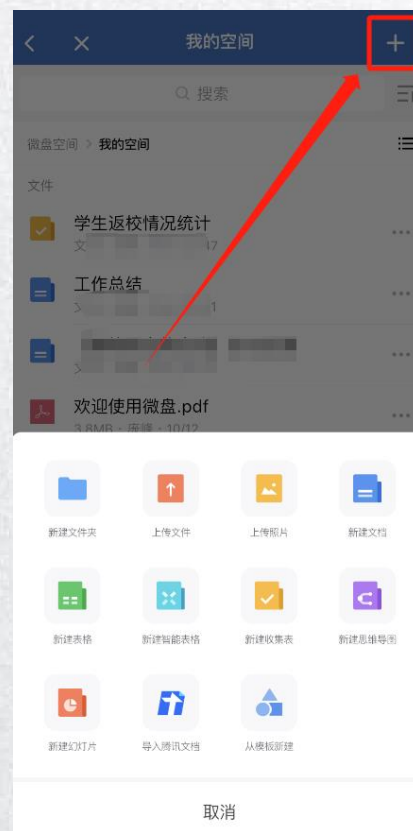 我的空间
搜索
微盘空间 > 我的空间
文件
学生返校情况统计
工作总结
欢迎使用微盘.pdf
3.8MB · 10/12
新建文件夹 上传文件 上传照片 新建文档
新建表格 新建智能表格 新建收集表 新建思维导图
新建幻灯片 导入腾讯文档 从模板新建
取消